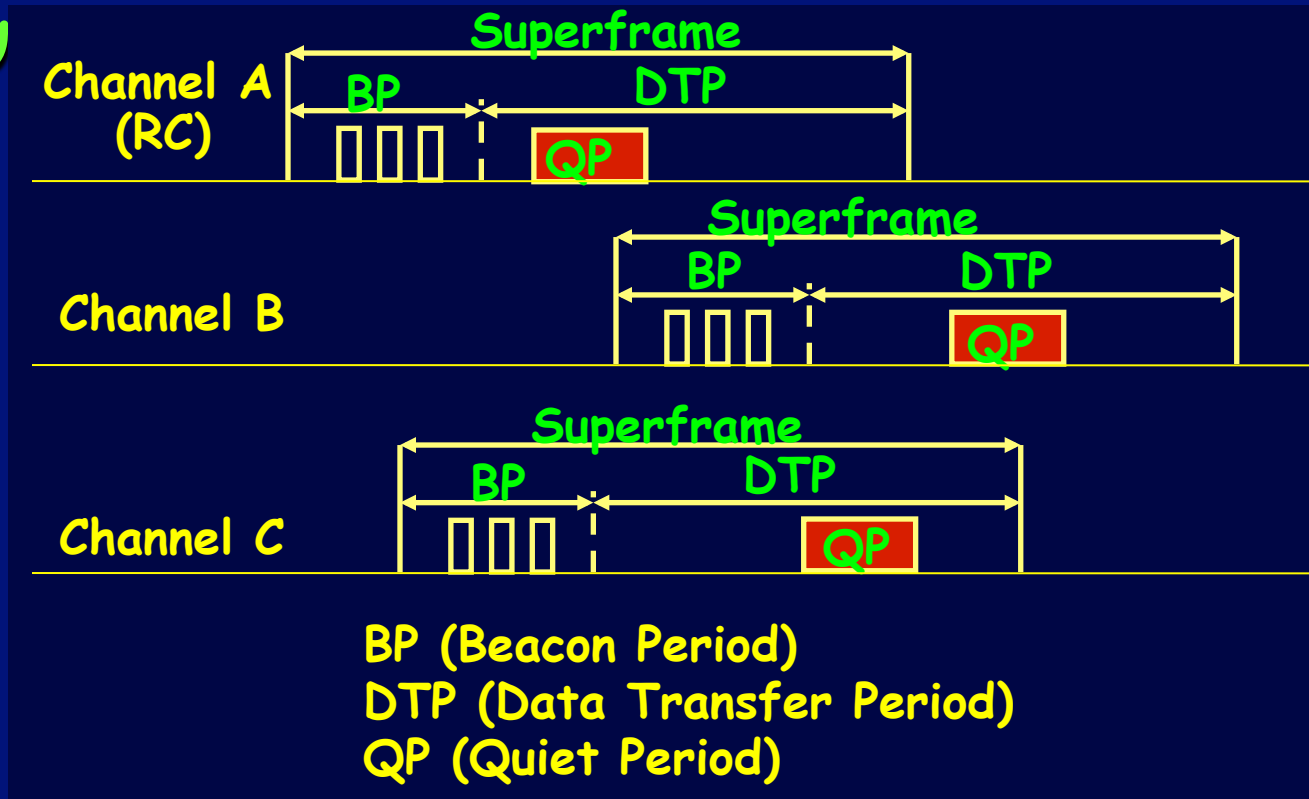 Superframe
Channel A
(RC)
BP
DTP
QP
Superframe
BP
DTP
Channel B
QP
Superframe
BP
DTP
Channel C
QP
BP (Beacon Period)
DTP (Data Transfer Period)
QP (Quiet Period)